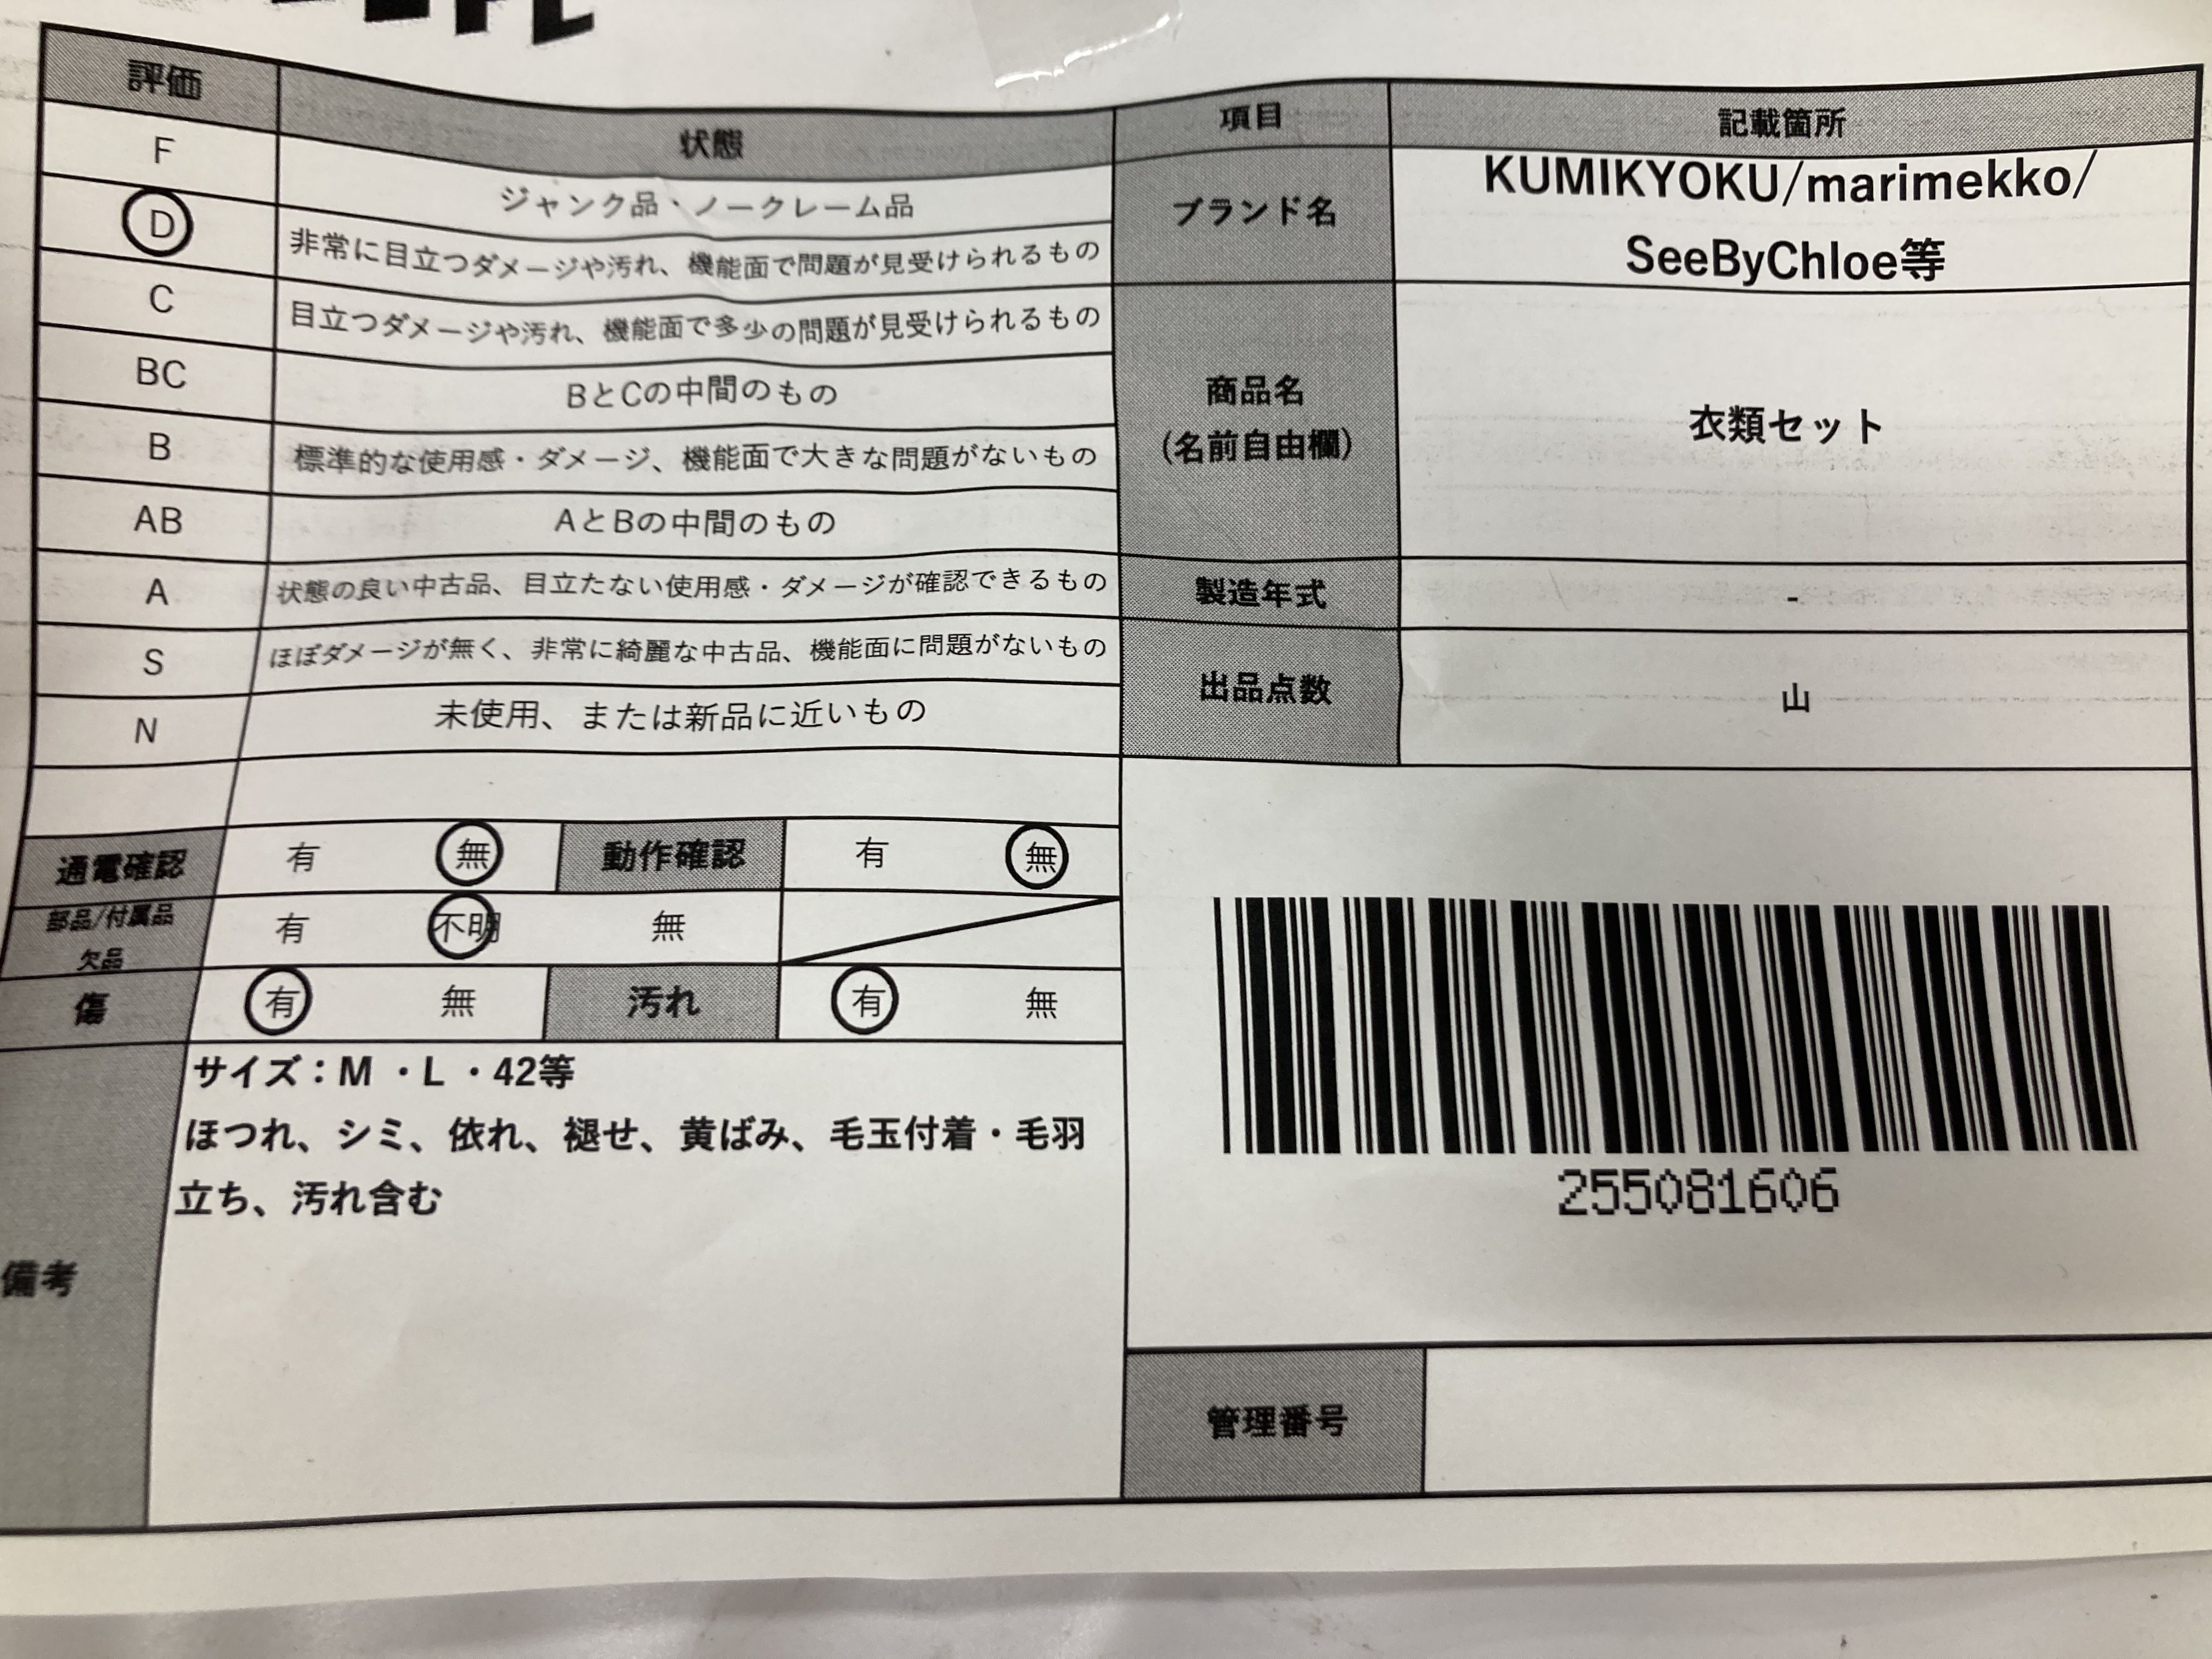 評価 状態
F ジャンク品・ノークレーム品
D 非常に目立つダメージや汚れ、機能面で問題が見受けられるもの
C 目立つダメージや汚れ、機能面で多少の問題が見受けられるもの
BC BとCの中間のもの
B 標準的な使用感・ダメージ、機能面で大きな問題がないもの
AB AとBの中間のもの
A 状態の良い中古品、目立たない使用感・ダメージが確認できるもの
S ほぼダメージが無く、非常に綺麗な中古品、機能面に問題がないもの
N 未使用、または新品に近いもの
通電確認 有 無 動作確認 有 無
部品/付属品
欠品 有 不明 無
傷 有 無 汚れ 有 無
備考
サイズ：M ・L ・42等
ほつれ、シミ、依れ、褪せ、黄ばみ、毛玉付着・毛羽
立ち、汚れ含む
項目 記載箇所
ブランド名
KUMIKYOKU/marimekko/
SeeByChloe等
商品名
(名前自由欄)
衣類セット
製造年式 -
出品点数 山
255081606
管理番号